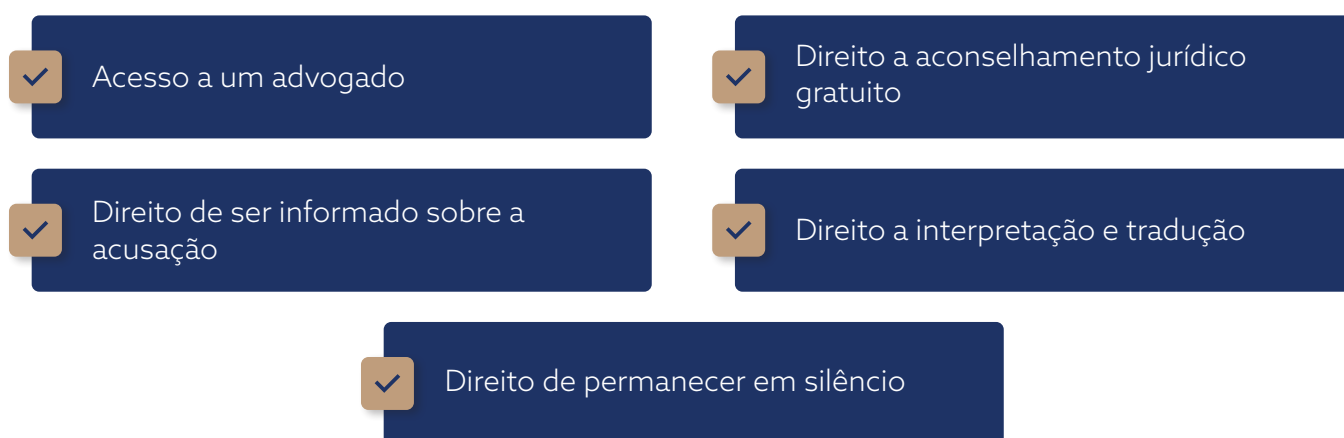 Acesso a um advogado
Direito a aconselhamento jurídico
gratuito
Direito de ser informado sobre a
acusação
Direito a interpretação e tradução
Direito de permanecer em silêncio